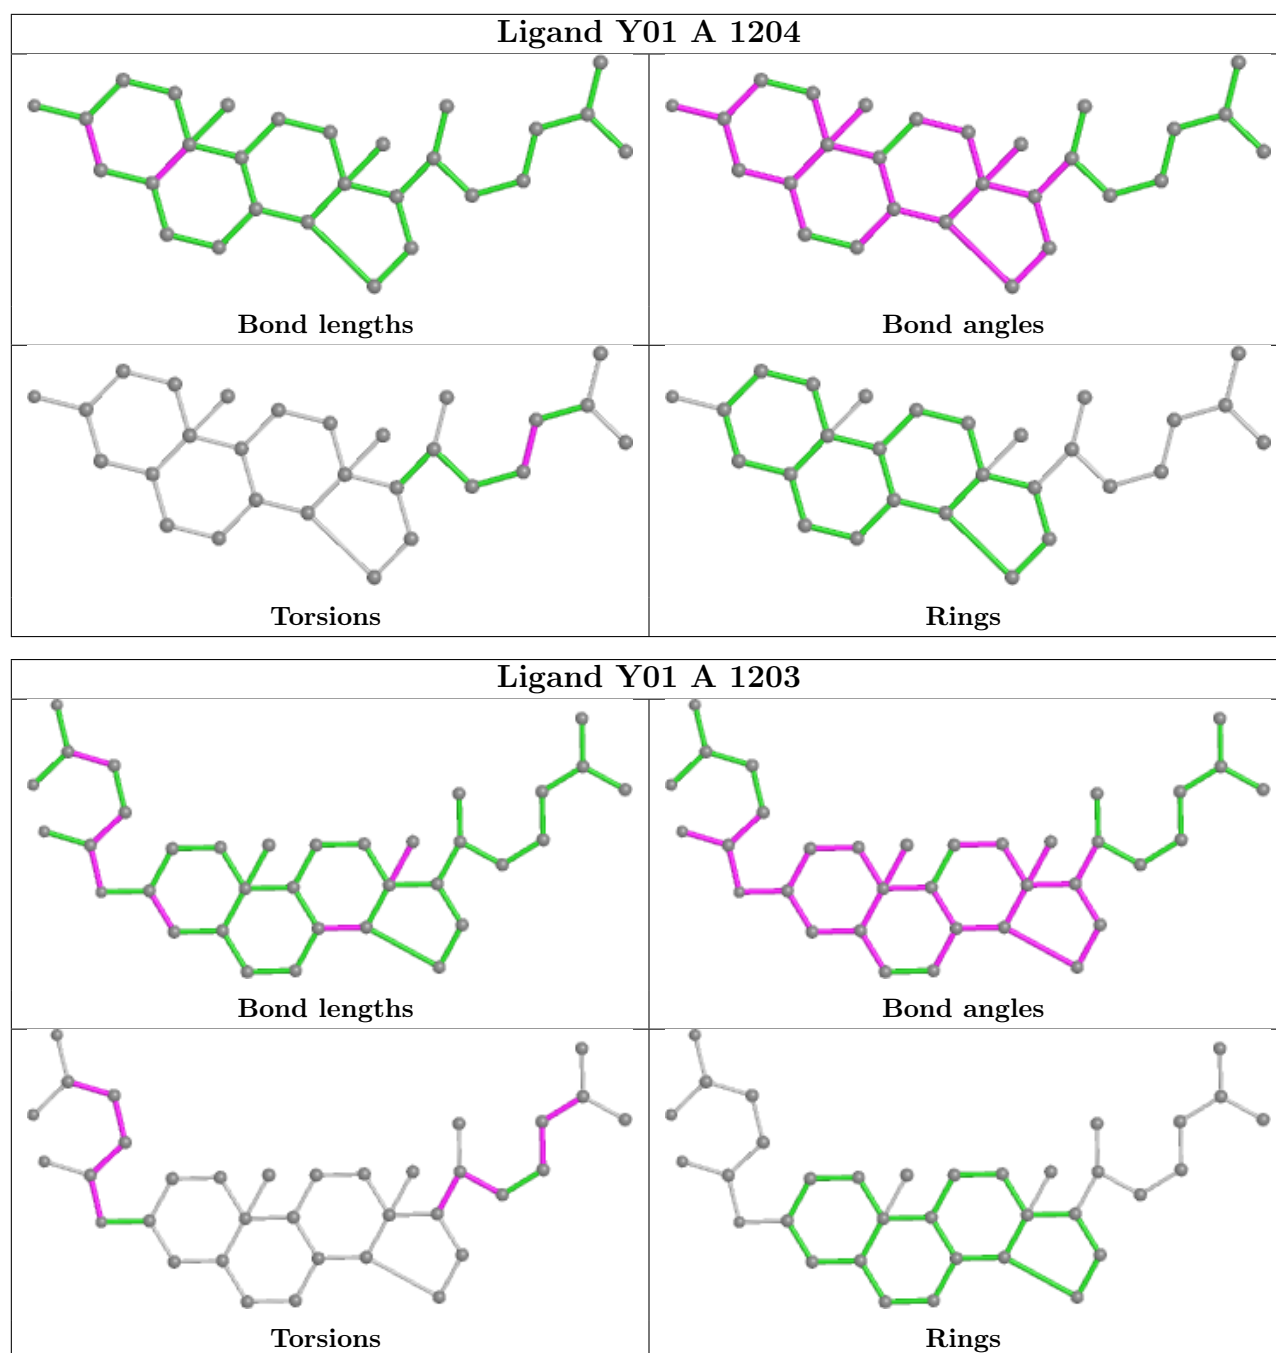 Ligand Y01 A 1204
Bond lengths
Bond angles
Torsions
Rings
Ligand Y01 A 1203
Bond lengths
Bond angles
Torsions
Rings